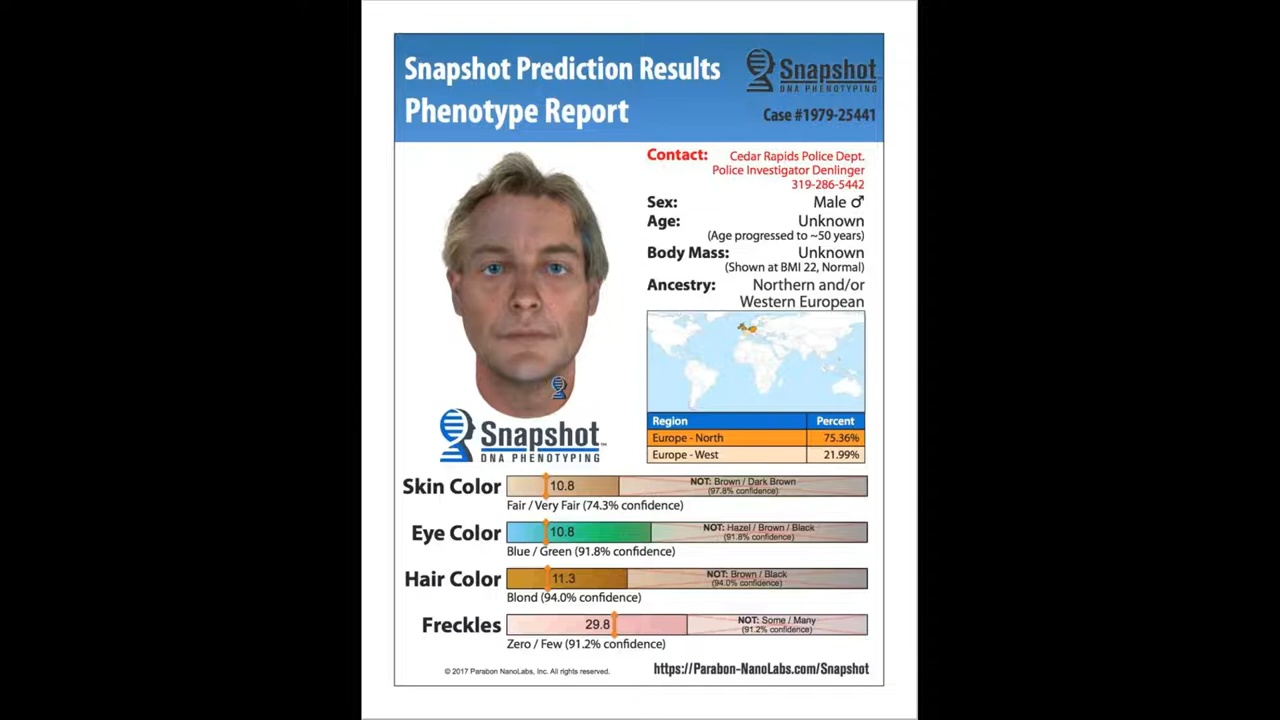 Snapshot Prediction Results
Phenotype Report
Snapshot
DNA PHENOTYPING
Case #1979-25441
Contact: Cedar Rapids Police Dept.
Police Investigator Denlinger
319-286-5442
Sex: Male ♂
Age: Unknown
(Age progressed to ~50 years)
Body Mass: Unknown
(Shown at BMI 22, Normal)
Ancestry: Northern and/or
Western European
Region Percent
Europe - North 75.36%
Europe - West 21.99%
Snapshot™
DNA PHENOTYPING
Skin Color 10.8 NOT: Brown / Dark Brown
(97.8% confidence)
Fair / Very Fair (74.3% confidence)
Eye Color 10.8 NOT: Hazel / Brown / Black
(91.8% confidence)
Blue / Green (91.8% confidence)
Hair Color 11.3 NOT: Brown / Black
(94.0% confidence)
Blond (94.0% confidence)
Freckles 29.8 NOT: Some / Many
(91.2% confidence)
Zero / Few (91.2% confidence)
© 2017 Parabon NanoLabs, Inc. All rights reserved.
https://Parabon-NanoLabs.com/Snapshot